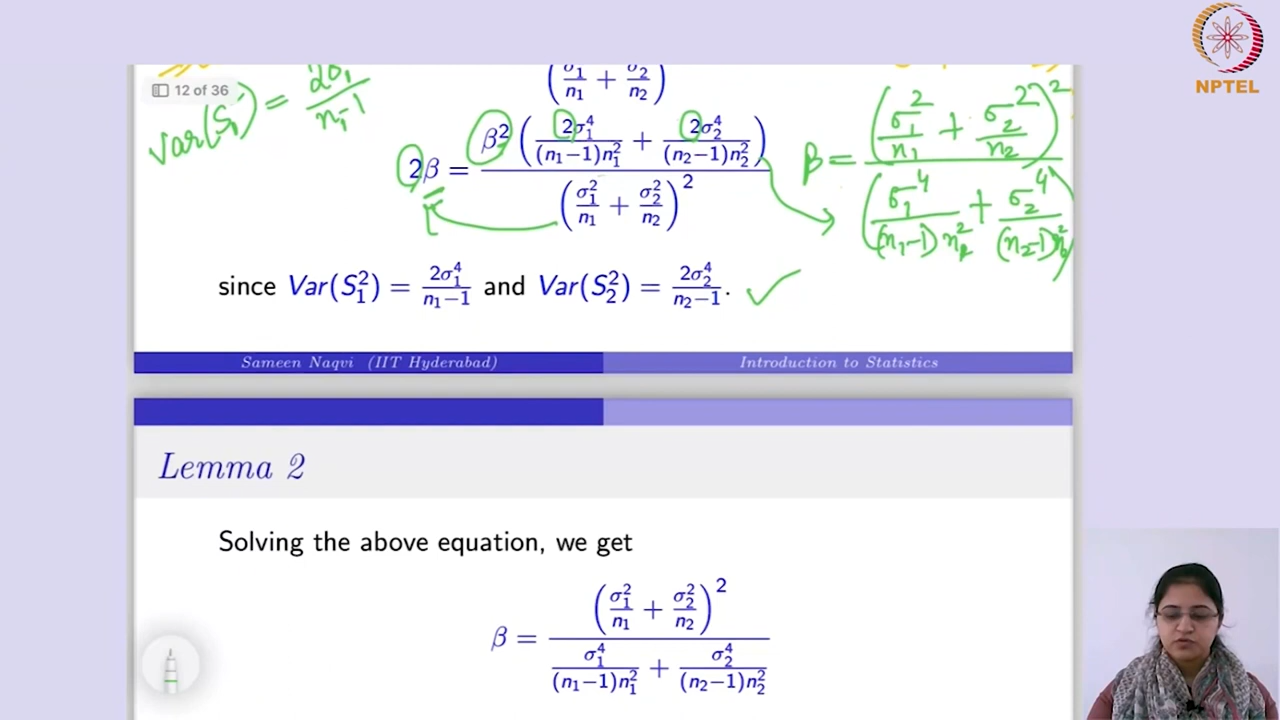 NPTEL
12 of 36
var(S₁²) = 2σ₁ / n₁-1
(σ₁/n₁ + σ₂/n₂)
2β = β² (2σ₁⁴/((n₁−1)n₁²) + 2σ₂⁴/((n₂−1)n₂²)) / (σ₁²/n₁ + σ₂²/n₂)²
β = (σ₁²/n₁ + σ₂²/n₂)² / (σ₁⁴/((n₁-1)n₁²) + σ₂⁴/((n₂-1)n₂²))
since Var(S₁²) = 2σ₁⁴/(n₁−1) and Var(S₂²) = 2σ₂⁴/(n₂−1).
Sameen Naqvi (IIT Hyderabad) Introduction to Statistics
Lemma 2
Solving the above equation, we get
β = (σ₁²/n₁ + σ₂²/n₂)² / (σ₁⁴/((n₁−1)n₁²) + σ₂⁴/((n₂−1)n₂²))